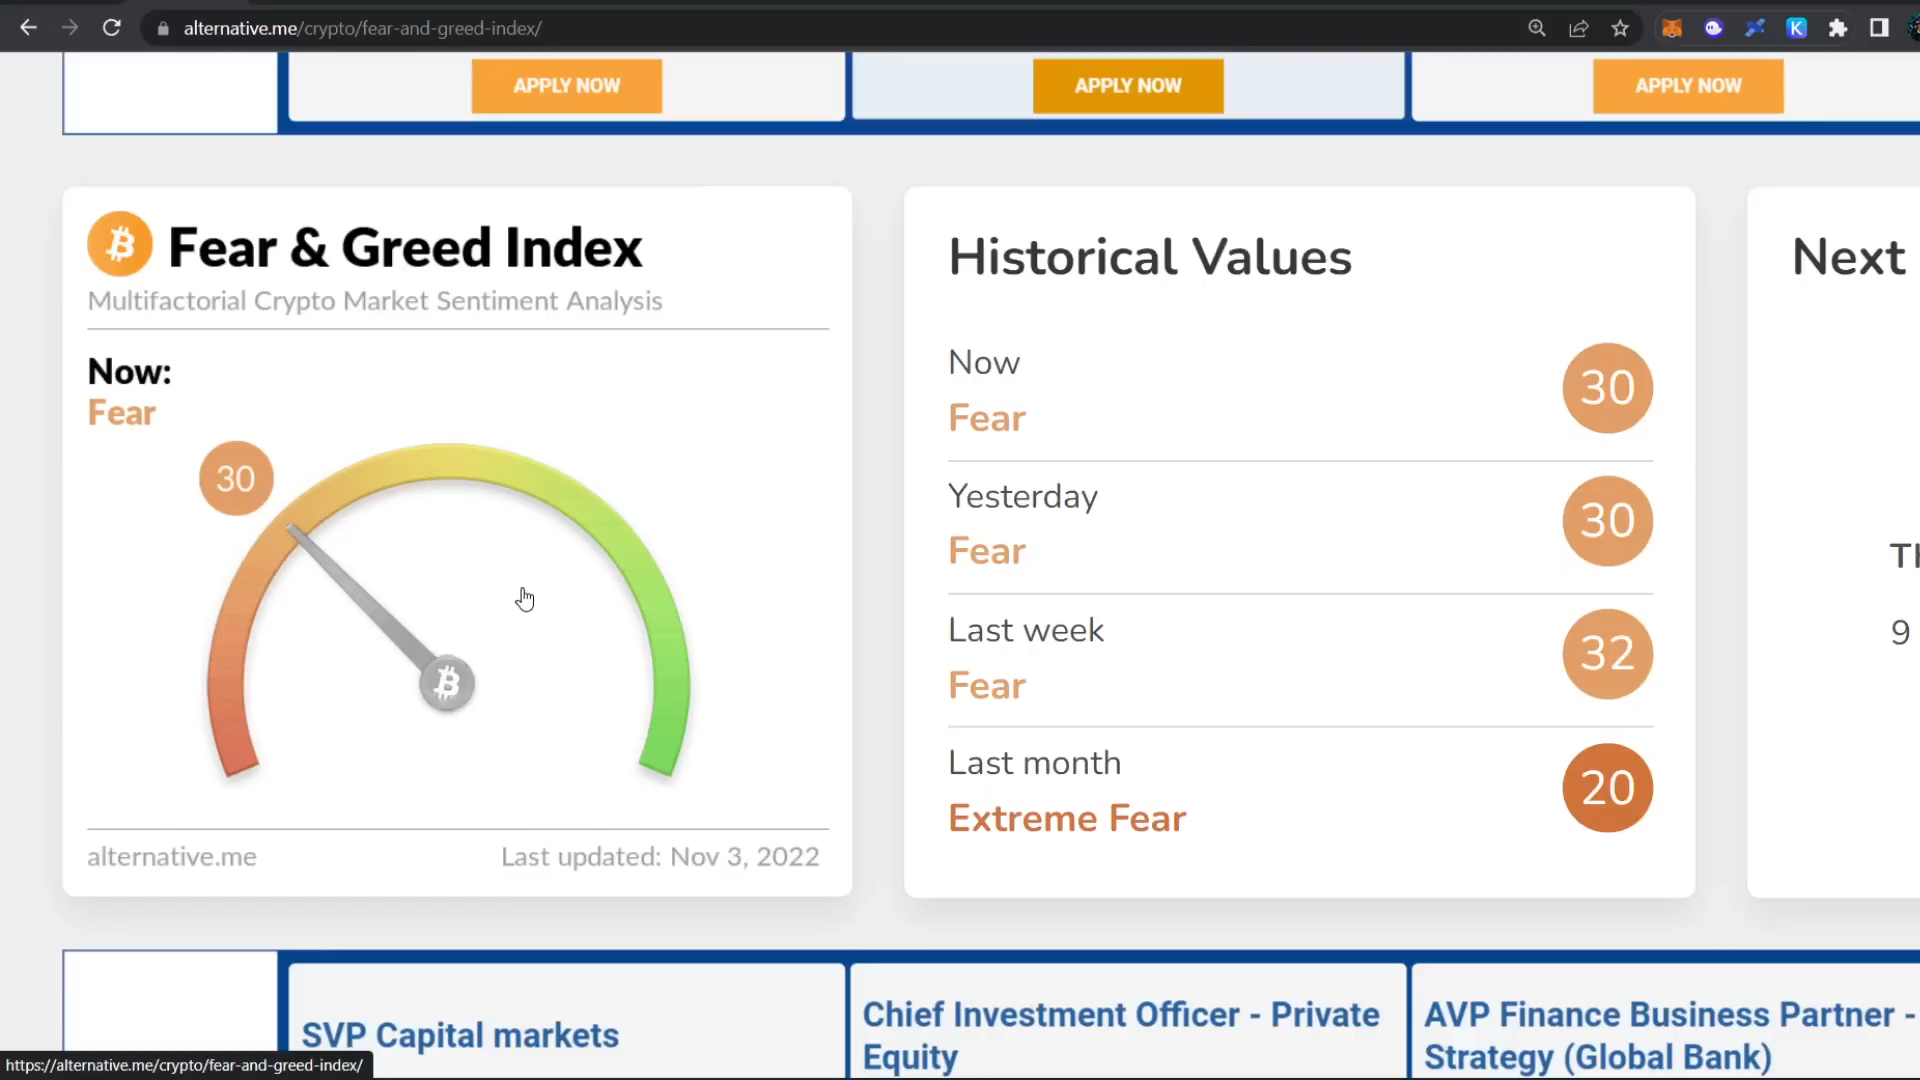 alternative.me/crypto/fear-and-greed-index/
APPLY NOW
APPLY NOW
APPLY NOW
Fear & Greed Index
Multifactorial Crypto Market Sentiment Analysis
Now:
Fear
30
alternative.me
Last updated: Nov 3, 2022
Historical Values
Now
Fear
30
Yesterday
Fear
30
Last week
Fear
32
Last month
Extreme Fear
20
Next
9
SVP Capital markets
Chief Investment Officer - Private
Equity
AVP Finance Business Partner -
Strategy (Global Bank)
https://alternative.me/crypto/fear-and-greed-index/